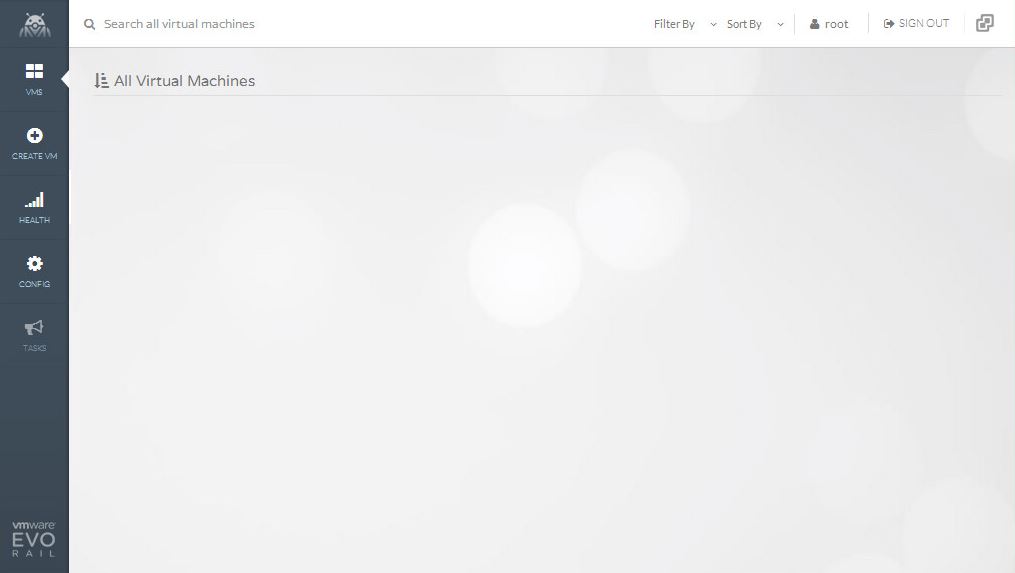 Search all virtual machines
Filter By
Sort By
root
SIGN OUT
VMS
All Virtual Machines
CREATE VM
HEALTH
CONFIG
TASKS
vmware
EVO
RAIL